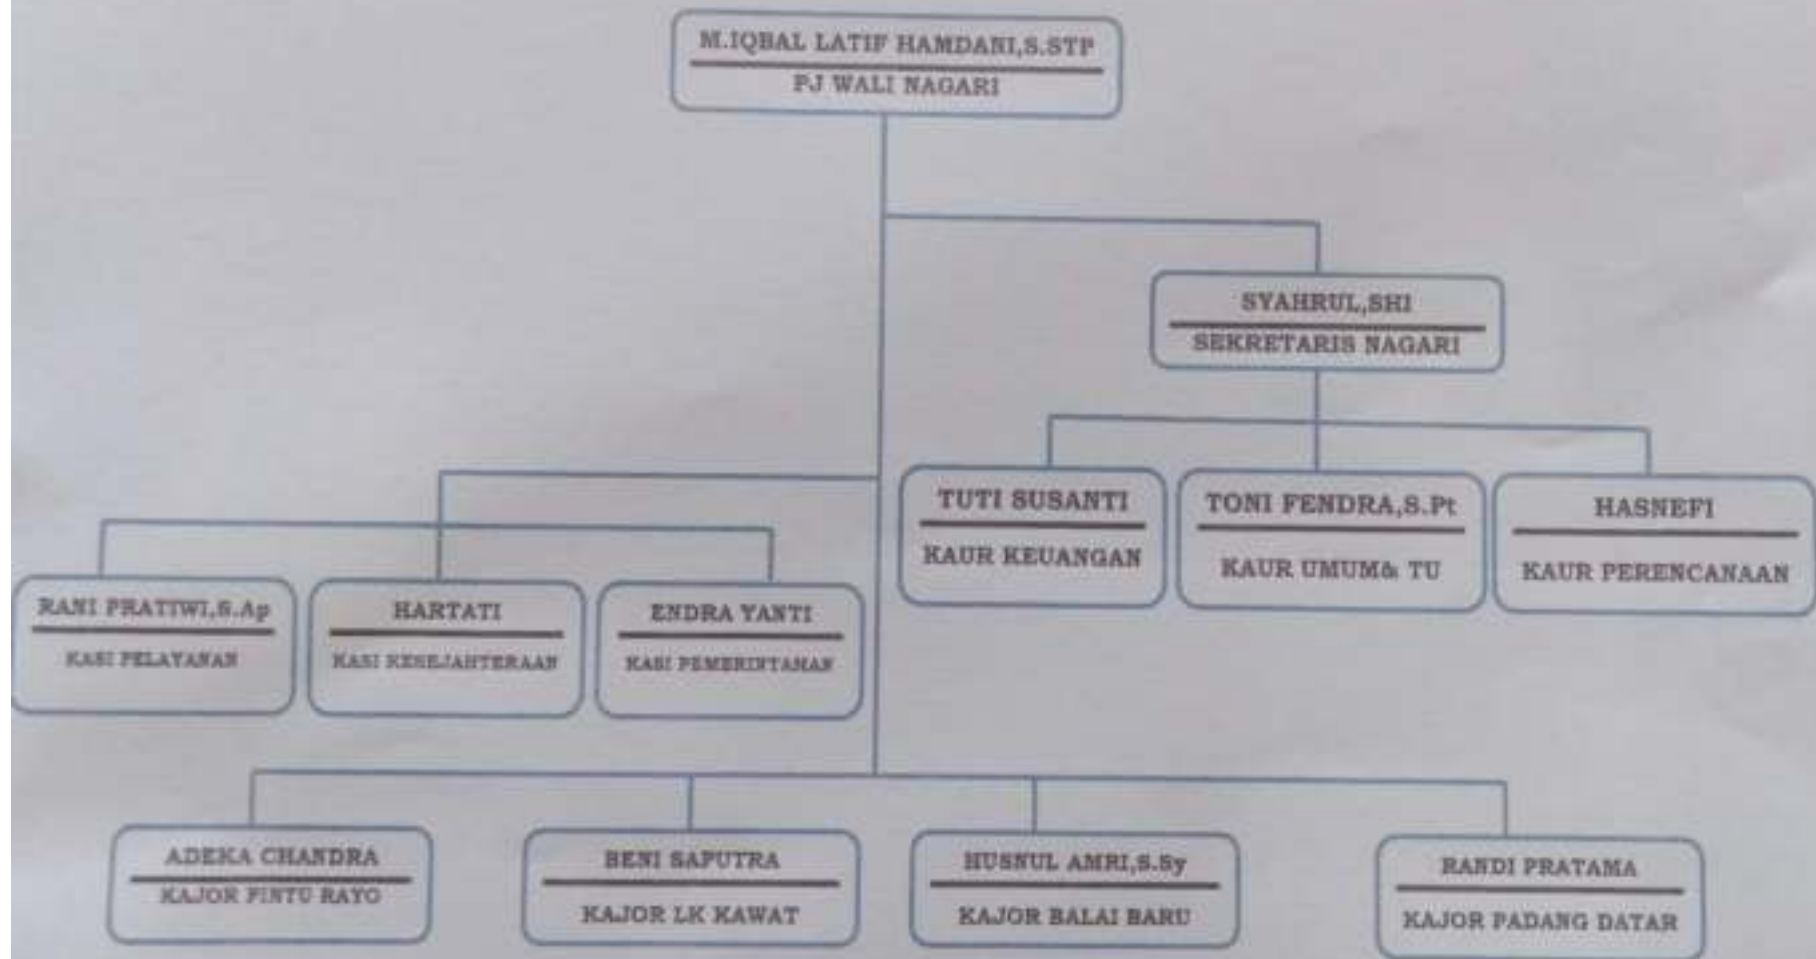 M.IQBAL LATIF HAMDANI,S.STP
PJ WALI NAGARI
SYAHRUL,SHI
SEKRETARIS NAGARI
TUTI SUSANTI
KAUR KEUANGAN
TONI FENDRA,S.Pt
KAUR UMUM& TU
HASNEFI
KAUR PERENCANAAN
RANI PRATIWI,S.Ap
KASI PELAYANAN
HARTATI
KASI KESEJAHTERAAN
ENDRA YANTI
KASI PEMERINTAHAN
ADEKA CHANDRA
KAJOR PINTU RAYO
BENI SAPUTRA
KAJOR LK KAWAT
HUSNUL AMRI,S.Sy
KAJOR BALAI BARU
RANDI PRATAMA
KAJOR PADANG DATAR